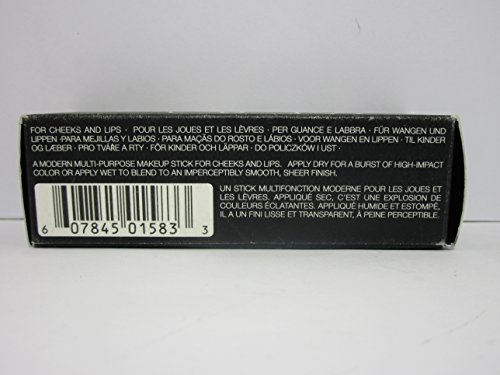 FOR CHEEKS AND LIPS · POUR LES JOUES ET LES LÈVRES · PER GUANCE E LABBRA · FÜR WANGEN UND
LIPPEN · PARA MEJILLAS Y LABIOS · PARA MAÇÃS DO ROSTO E LÁBIOS · VOOR WANGEN EN LIPPEN · TIL KINDER
OG LÆBER · PRO TVÁŘE A RTY · FÖR KINDER OCH LÄPPAR · DO POLICZKÓW I UST ·
A MODERN MULTI-PURPOSE MAKEUP STICK FOR CHEEKS AND LIPS. APPLY DRY FOR A BURST OF HIGH-IMPACT
COLOR OR APPLY WET TO BLEND TO AN IMPERCEPTIBLY SMOOTH, SHEER FINISH.
UN STICK MULTIFONCTION MODERNE POUR LES JOUES ET
LES LÈVRES. APPLIQUÉ SEC, C'EST UNE EXPLOSION DE
COULEURS ÉCLATANTES. APPLIQUÉ HUMIDE ET ESTOMPÉ,
IL A UN FINI LISSE ET TRANSPARENT, À PEINE PERCEPTIBLE.
6 07845 01583 3